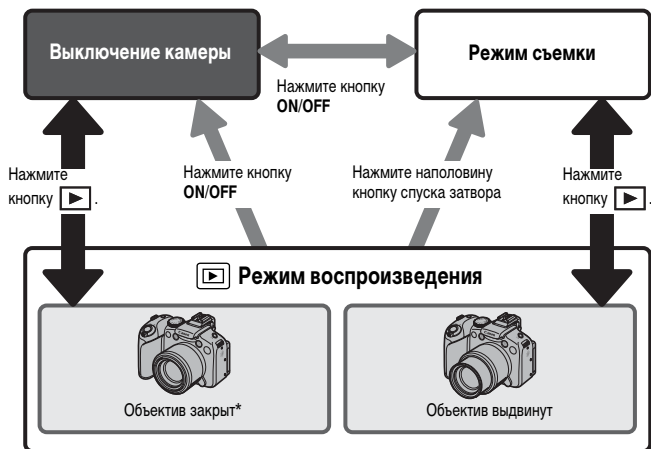 Выключение камеры
Режим съемки
Нажмите кнопку
ON/OFF
Нажмите
кнопку
.
Нажмите кнопку
ON/OFF
Нажмите наполовину
кнопку спуска затвора
Нажмите
кнопку
.
Режим воспроизведения
Объектив закрыт*
Объектив выдвинут